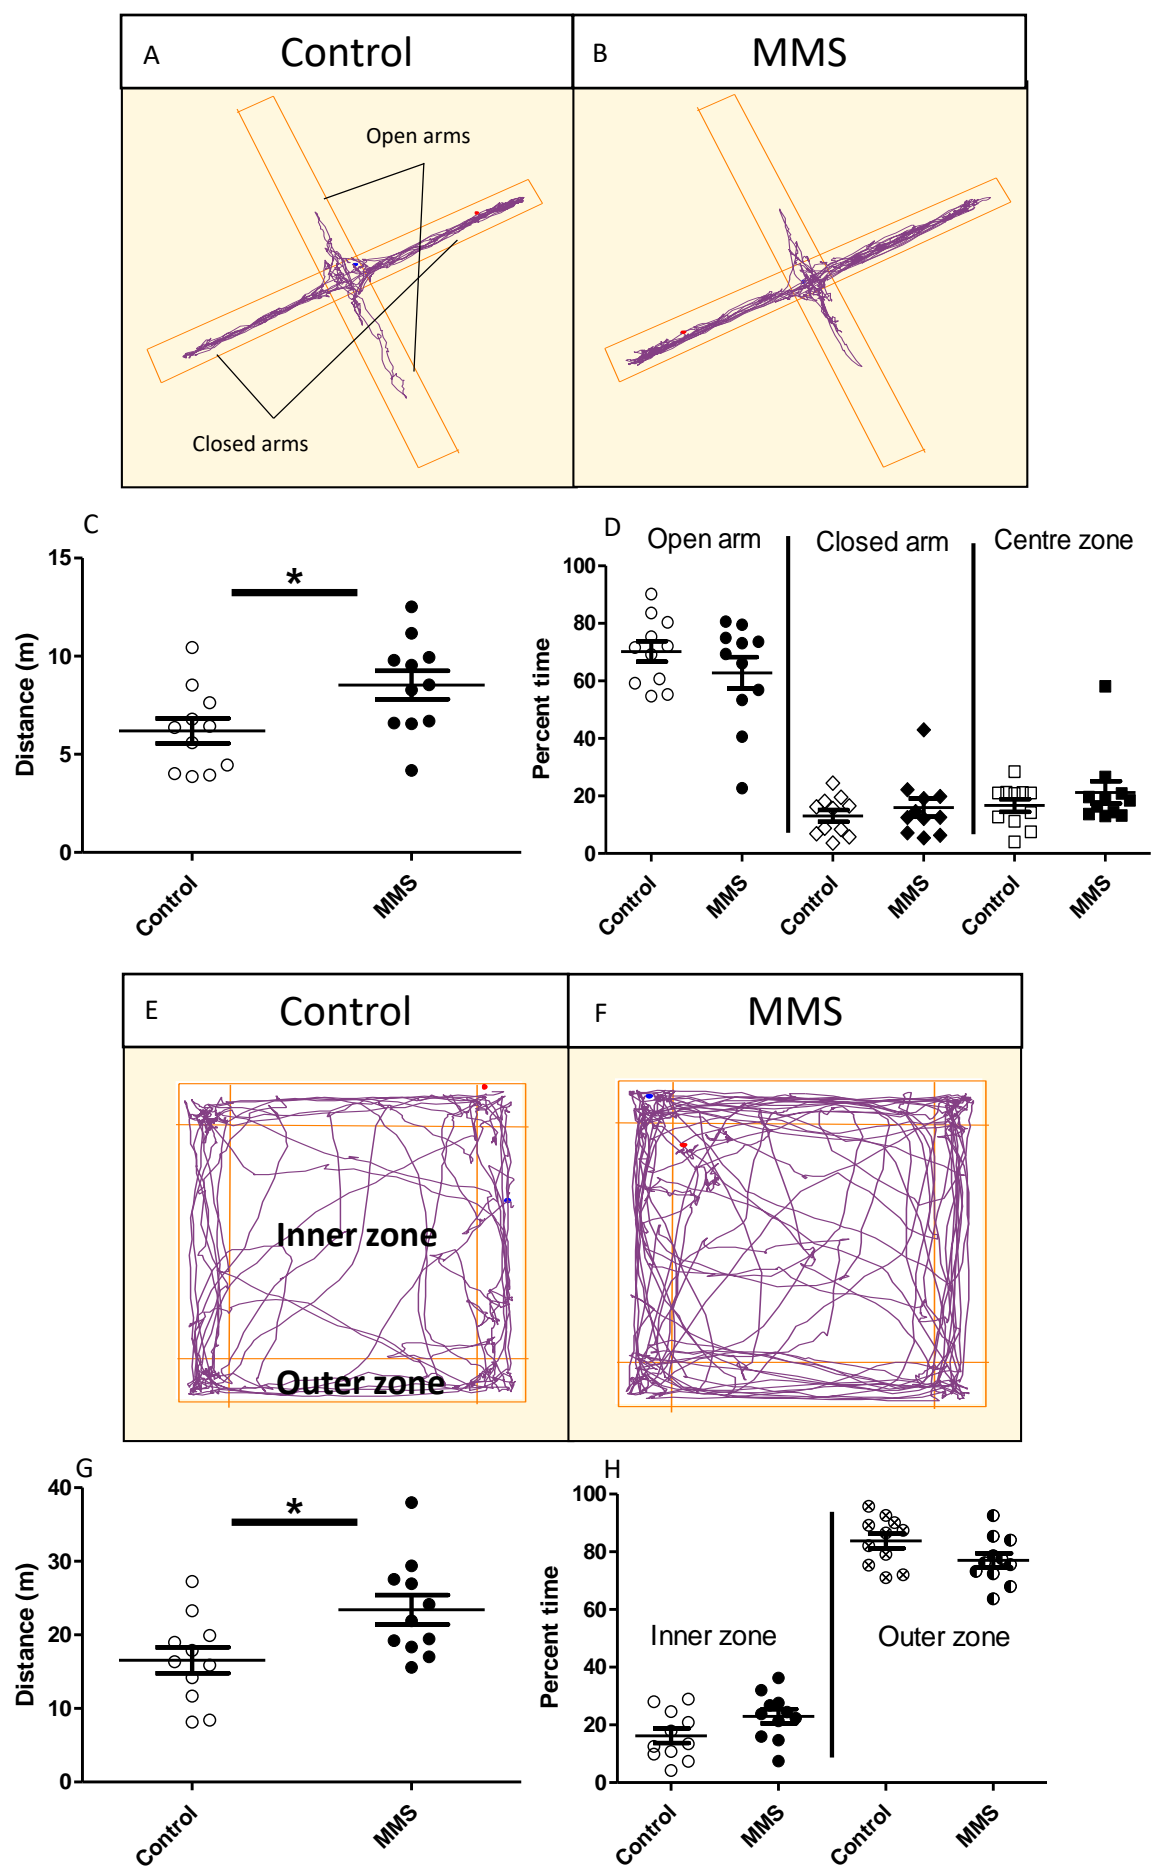 A Control
B MMS
Open arms
Closed arms
C
*
15
10
5
0
Distance (m)
Control
MMS
D
Open arm
Closed arm
Centre zone
100
80
60
40
20
0
Percent time
Control
MMS
Control
MMS
Control
MMS
E Control
F MMS
Inner zone
Outer zone
G
*
40
30
20
10
0
Distance (m)
Control
MMS
H
100
80
60
40
20
0
Percent time
Inner zone
Outer zone
Control
MMS
Control
MMS